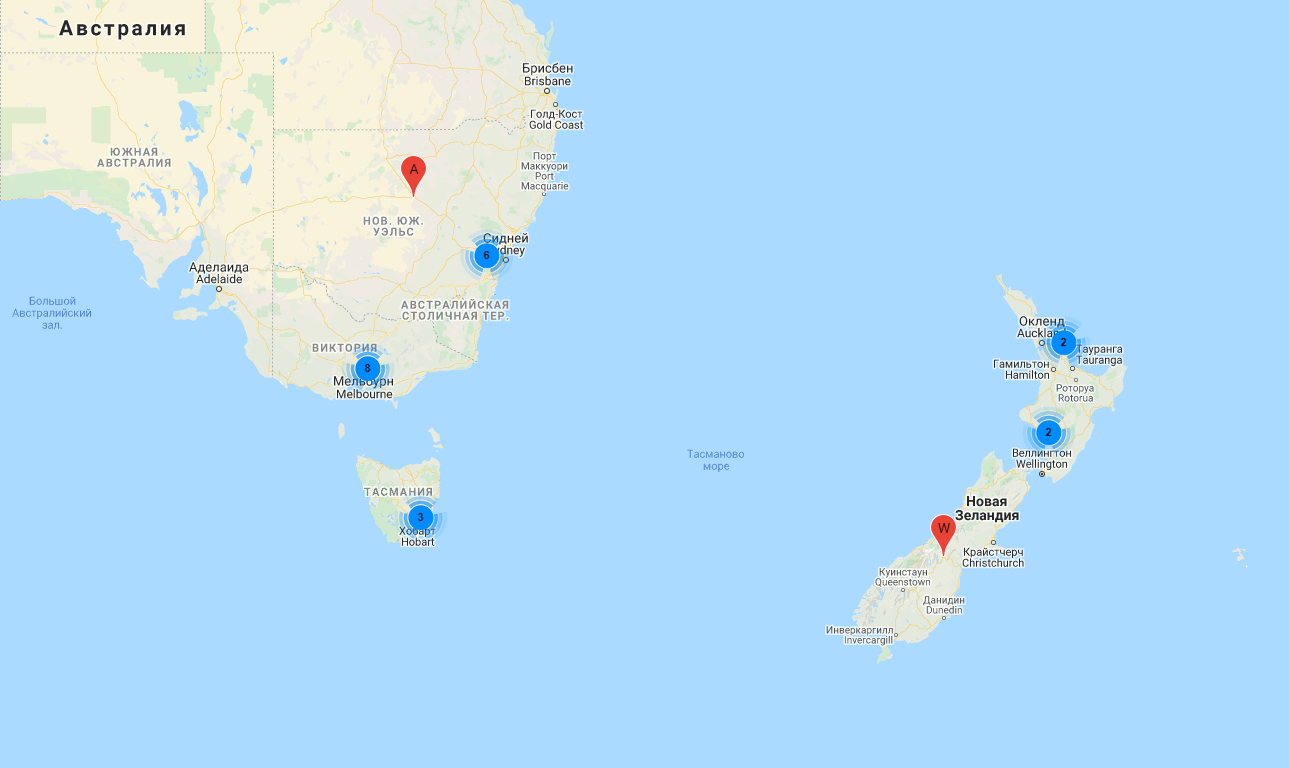 Австралия
Брисбен
Brisbane
Голд-Кост
Gold Coast
ЮЖНАЯ
АВСТРАЛИЯ
Порт
Маккуори
Port
Macquarie
A
НОВ. ЮЖ.
УЭЛЬС
Сидней
ydney
6
Аделаида
Adelaide
Большой
Австралийский
зал.
АВСТРАЛИЙСКАЯ
СТОЛИЧНАЯ ТЕР.
ВИКТОРИЯ
8
Мельбурн
Melbourne
Окленд
Auckla
2
Тауранга
Tauranga
Гамильтон
Hamilton
Роторуа
Rotorua
2
Веллингтон
Wellington
Тасманово
море
ТАСМАНИЯ
3
Хобарт
Hobart
Новая
Зеландия
W
Крайстчерч
Christchurch
Куинстаун
Queenstown
Данидин
Dunedin
Инверкаргилл
Invercargill